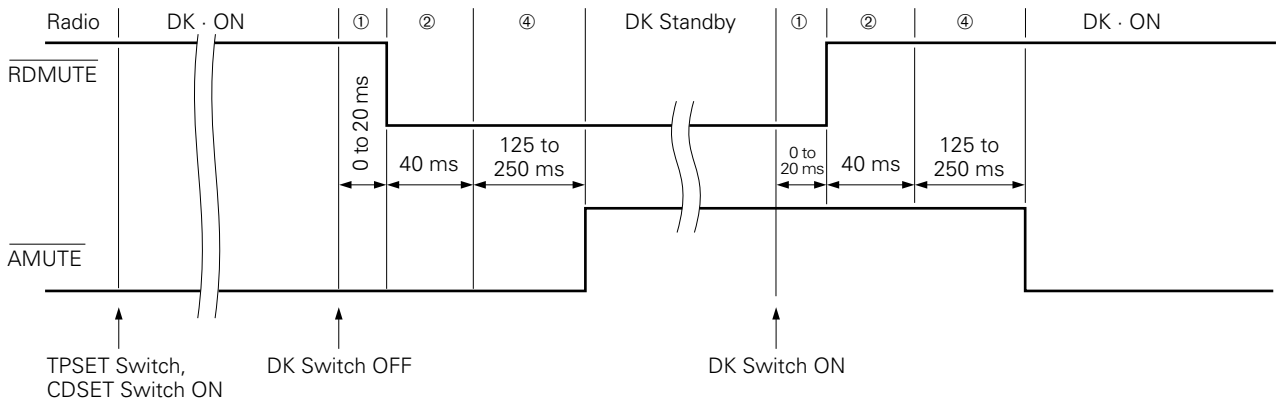 Radio DK · ON ① ② ④ DK Standby ① ② ④ DK · ON
RDMUTE
0 to 20 ms
40 ms
125 to
250 ms
0 to
20 ms
40 ms
125 to
250 ms
AMUTE
TPSET Switch,
CDSET Switch ON
DK Switch OFF
DK Switch ON